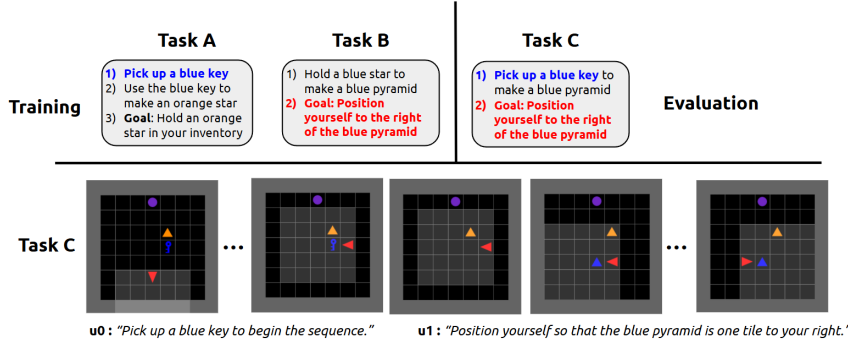 Task A
Task B
Task C
Training
1) Pick up a blue key
2) Use the blue key to
make an orange star
3) Goal: Hold an orange
star in your inventory
1) Hold a blue star to
make a blue pyramid
2) Goal: Position
yourself to the right
of the blue pyramid
1) Pick up a blue key to
make a blue pyramid
2) Goal: Position
yourself to the right
of the blue pyramid
Evaluation
Task C
...
...
u0 : “Pick up a blue key to begin the sequence.”
u1 : “Position yourself so that the blue pyramid is one tile to your right.”